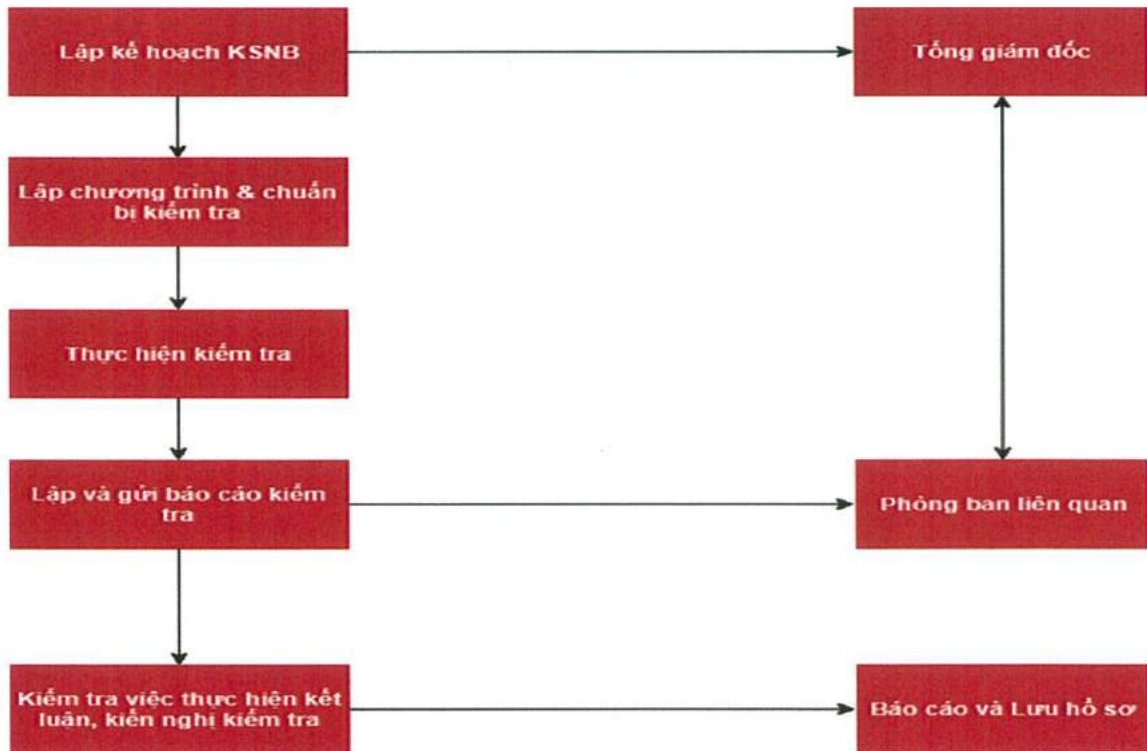 Lập kế hoạch KSNB
Tổng giám đốc
Lập chương trình & chuẩn
bị kiểm tra
Thực hiện kiểm tra
Lập và gửi báo cáo kiểm
tra
Phòng ban liên quan
Kiểm tra việc thực hiện kết
luận, kiến nghị kiểm tra
Báo cáo và Lưu hồ sơ